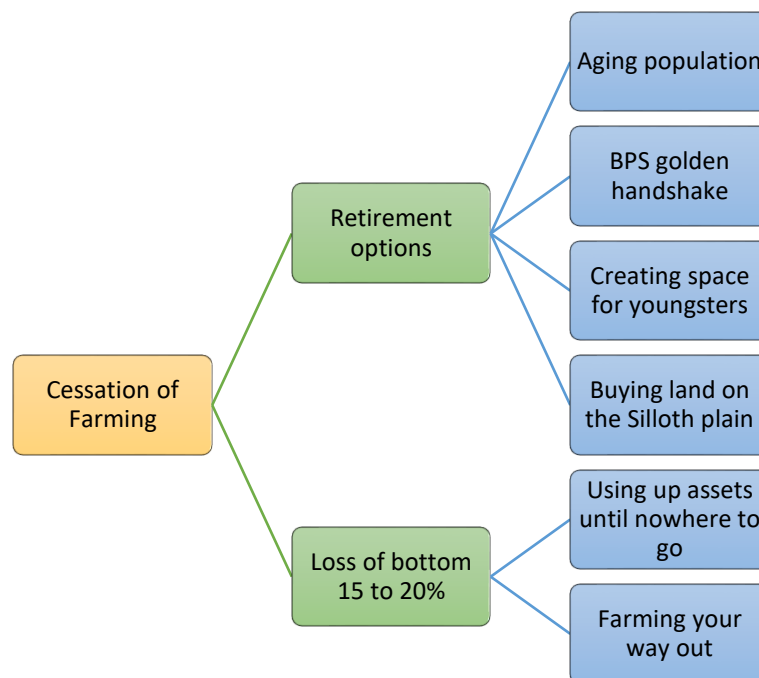 Cessation of
Farming
Retirement
options
Aging population
BPS golden
handshake
Creating space
for youngsters
Buying land on
the Silloth plain
Loss of bottom
15 to 20%
Using up assets
until nowhere to
go
Farming your
way out